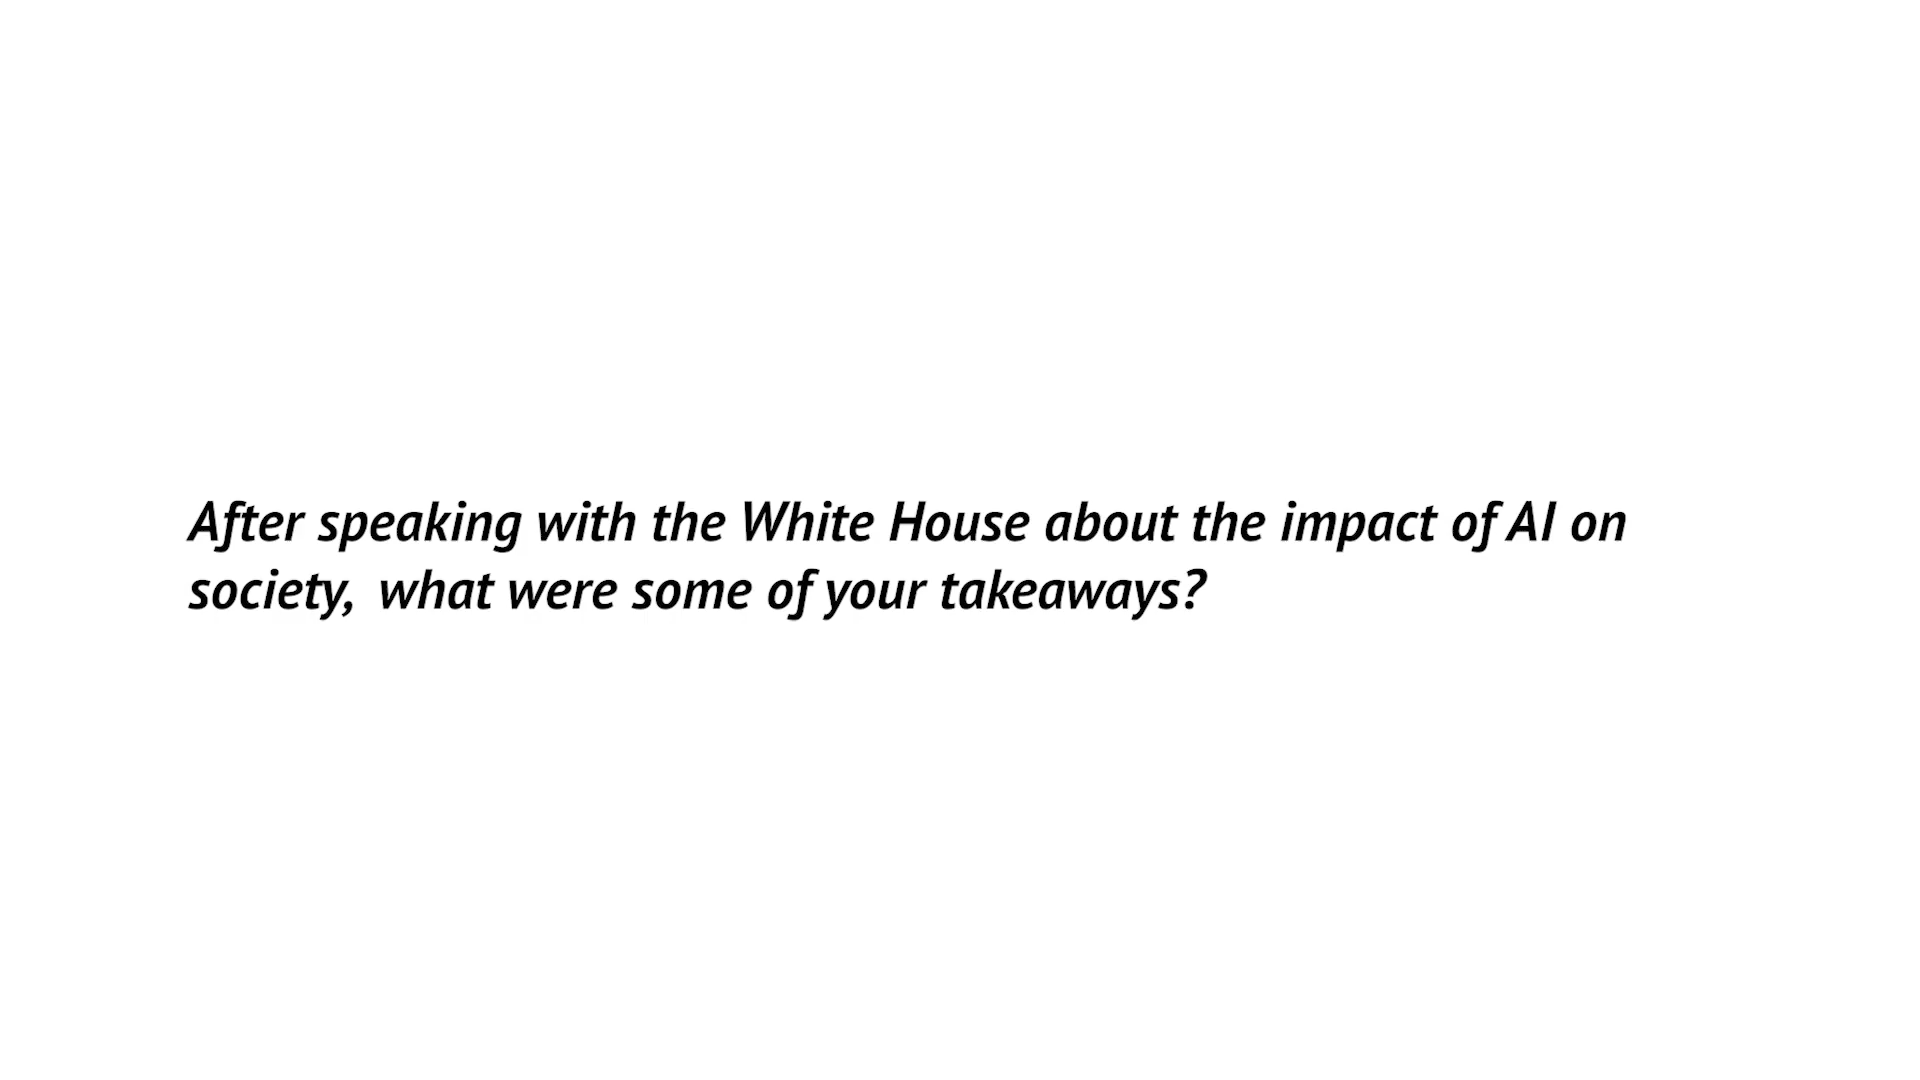 After speaking with the White House about the impact of AI on
society,  what were some of your takeaways?